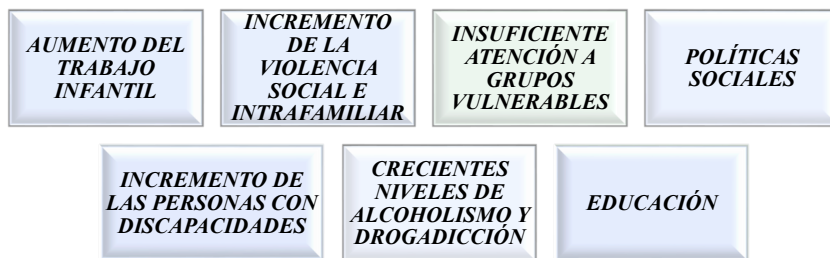 AUMENTO DEL
TRABAJO
INFANTIL
INCREMENTO
DE LA
VIOLENCIA
SOCIAL E
INTRAFAMILIAR
INSUFICIENTE
ATENCIÓN A
GRUPOS
VULNERABLES
POLÍTICAS
SOCIALES
INCREMENTO DE
LAS PERSONAS CON
DISCAPACIDADES
CRECIENTES
NIVELES DE
ALCOHOLISMO Y
DROGADICCIÓN
EDUCACIÓN